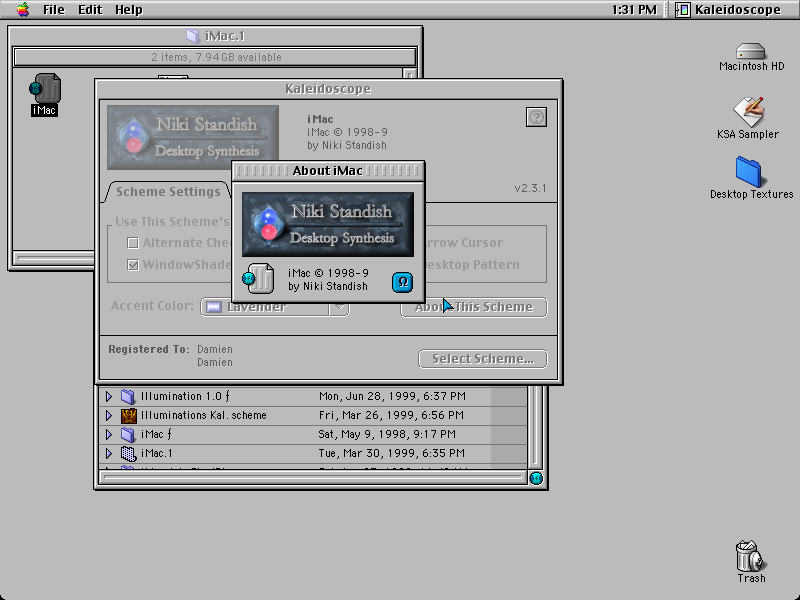 File Edit Help
1:31 PM
Kaleidoscope
iMac.1
2 items, 7.94GB available
iMac
Kaleidoscope
Niki Standish
Desktop Synthesis
iMac
iMac © 1998-9
by Niki Standish
v2.3.1
Scheme Settings
Use This Scheme's
Alternate Che
rrow Cursor
WindowShade
esktop Pattern
Accent Color:
Lavender
About This Scheme
Registered To: Damien
Damien
Select Scheme...
About iMac
Niki Standish
Desktop Synthesis
iMac © 1998-9
by Niki Standish
Ω
Illumination 1.0 ƒ Mon, Jun 28, 1999, 6:37 PM
Illuminations Kal. scheme Fri, Mar 26, 1999, 6:56 PM
iMac ƒ Sat, May 9, 1998, 9:17 PM
iMac.1 Tue, Mar 30, 1999, 6:35 PM
Macintosh HD
KSA Sampler
Desktop Textures
Trash